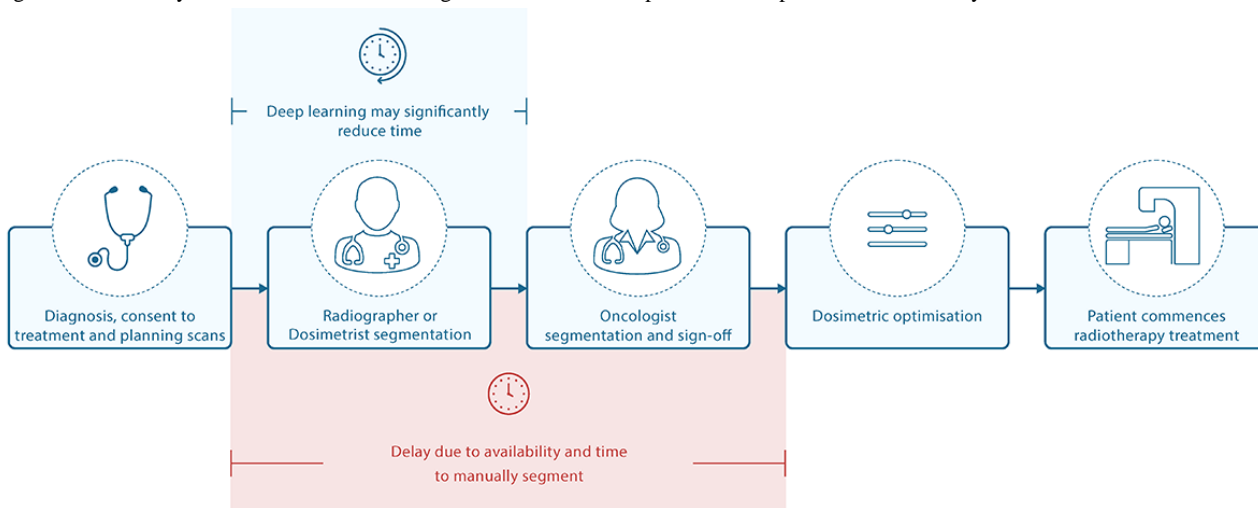 Deep learning may significantly
reduce time
Diagnosis, consent to
treatment and planning scans
Radiographer or
Dosimetrist segmentation
Oncologist
segmentation and sign-off
Dosimetric optimisation
Patient commences
radiotherapy treatment
Delay due to availability and time
to manually segment